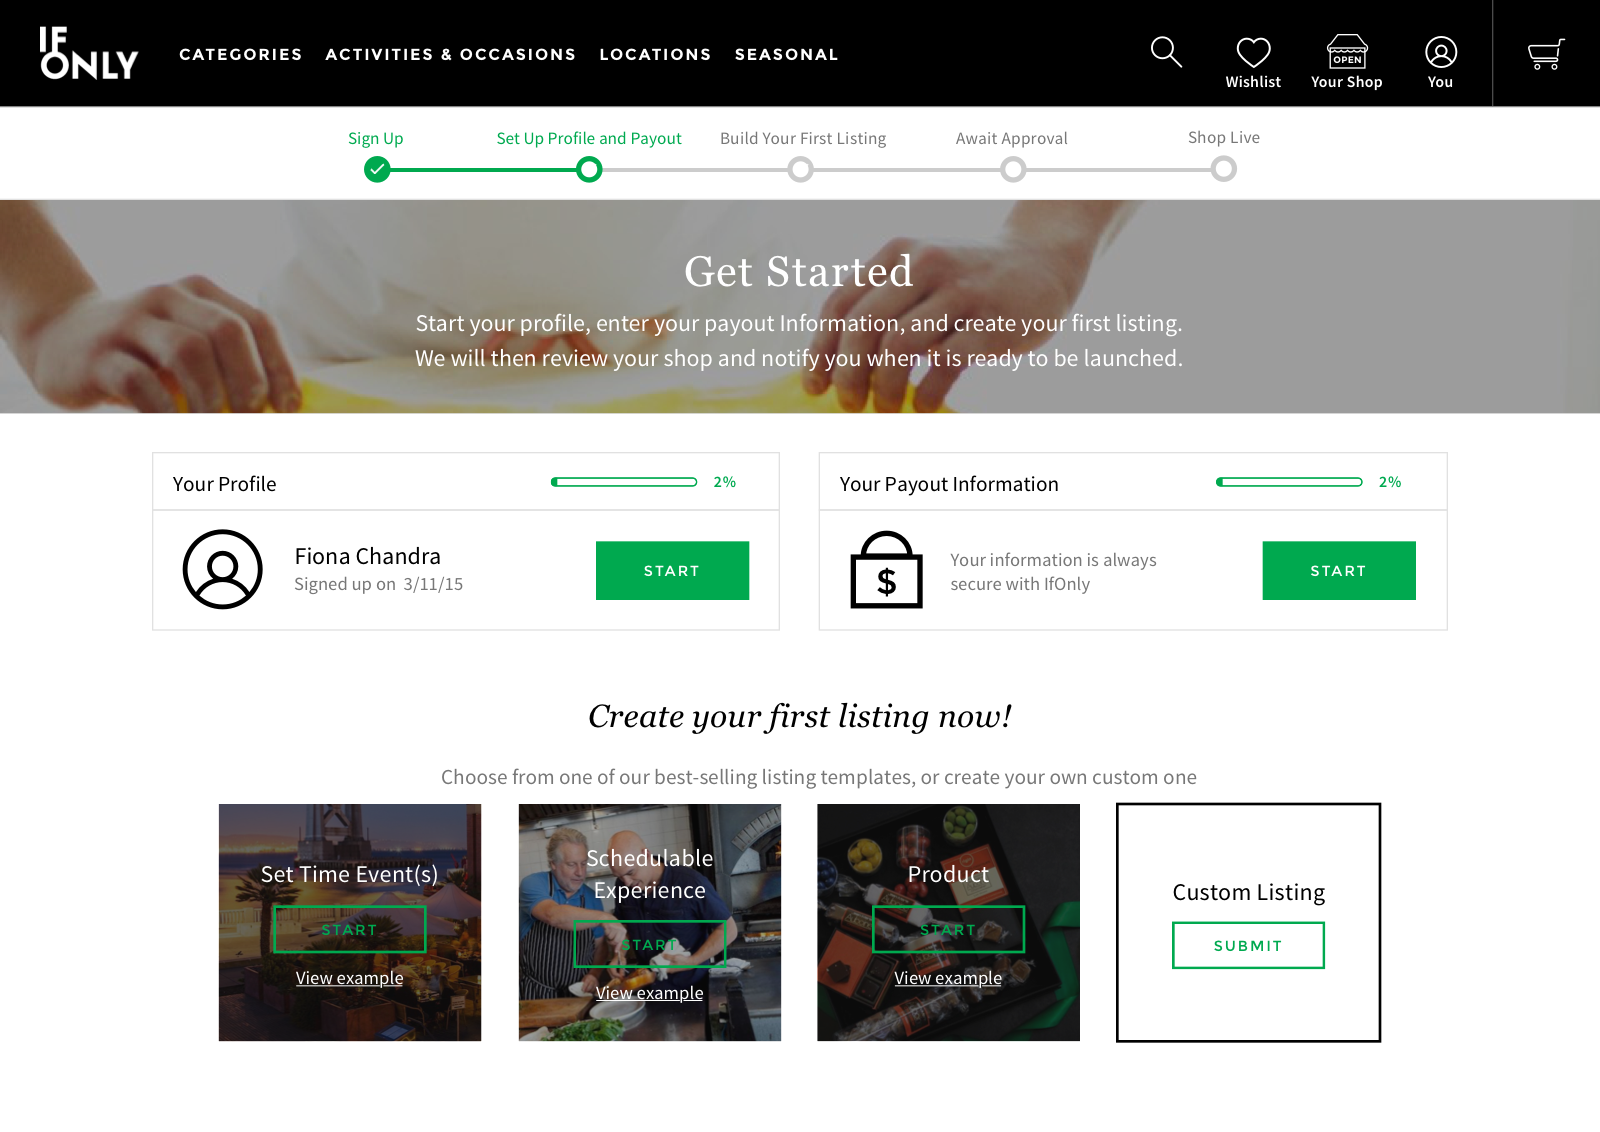 IF
ONLY
CATEGORIES ACTIVITIES & OCCASIONS LOCATIONS SEASONAL
OPEN
Wishlist Your Shop You
Sign Up Set Up Profile and Payout Build Your First Listing Await Approval Shop Live
Get Started
Start your profile, enter your payout Information, and create your first listing.
We will then review your shop and notify you when it is ready to be launched.
Your Profile 2%
Fiona Chandra
Signed up on 3/11/15
START
Your Payout Information 2%
$
Your information is always
secure with IfOnly
START
Create your first listing now!
Choose from one of our best-selling listing templates, or create your own custom one
Set Time Event(s)
START
View example
Schedulable
Experience
START
View example
Product
START
View example
Custom Listing
SUBMIT